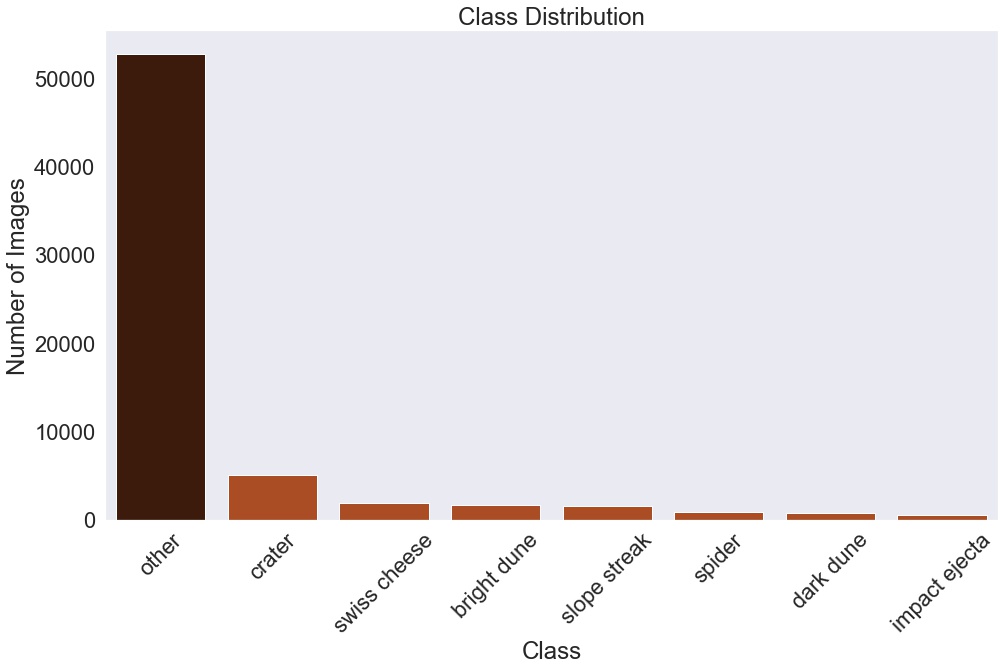 Class Distribution
Number of Images
50000
40000
30000
20000
10000
0
other
crater
swiss cheese
bright dune
slope streak
spider
dark dune
impact ejecta
Class